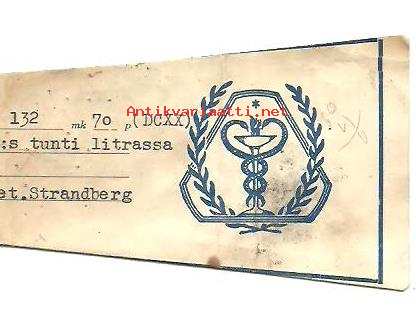 132 mk 70 p (DCXX)
Antikvariaatti.net
:s tunti litrassa
et.Strandberg